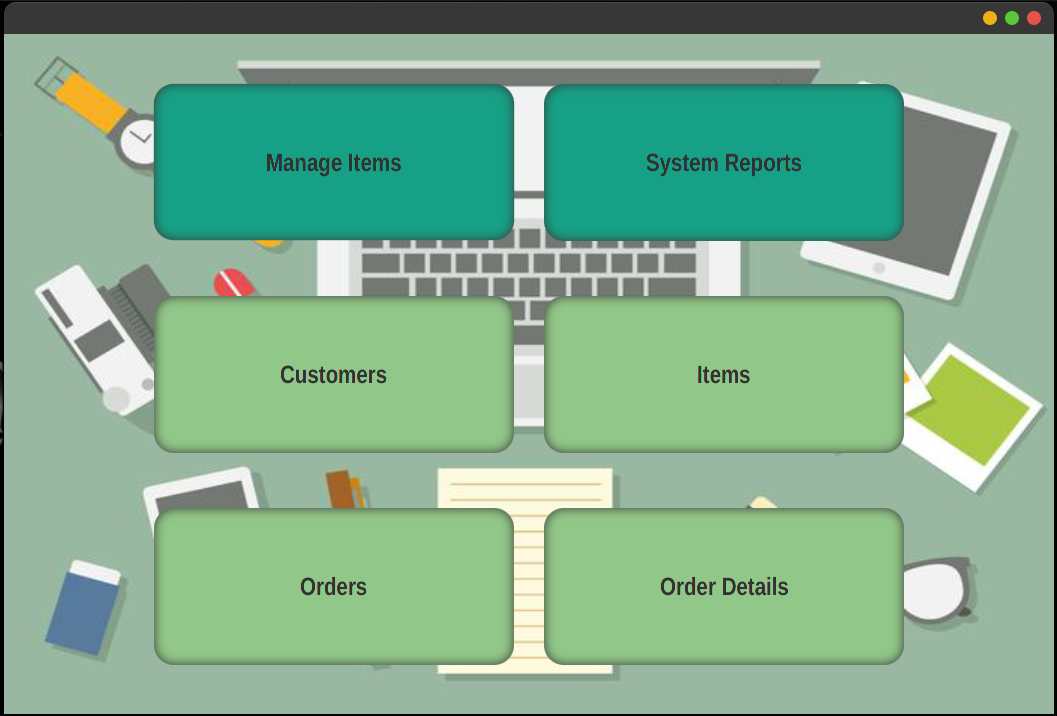 Manage Items
System Reports
Customers
Items
Orders
Order Details